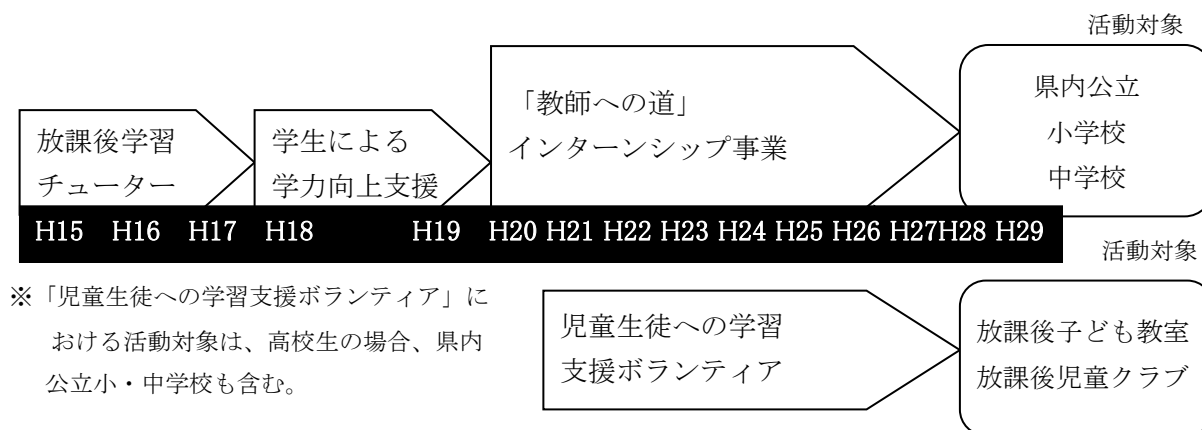 活動対象
県内公立
小学校
中学校
「教師への道」
インターンシップ事業
放課後学習
チューター
学生による
学力向上支援
H15 H16 H17 H18 H19 H20 H21 H22 H23 H24 H25 H26 H27H28 H29
活動対象
※「児童生徒への学習支援ボランティア」に
おける活動対象は、高校生の場合、県内
公立小・中学校も含む。
児童生徒への学習
支援ボランティア
放課後子ども教室
放課後児童クラブ